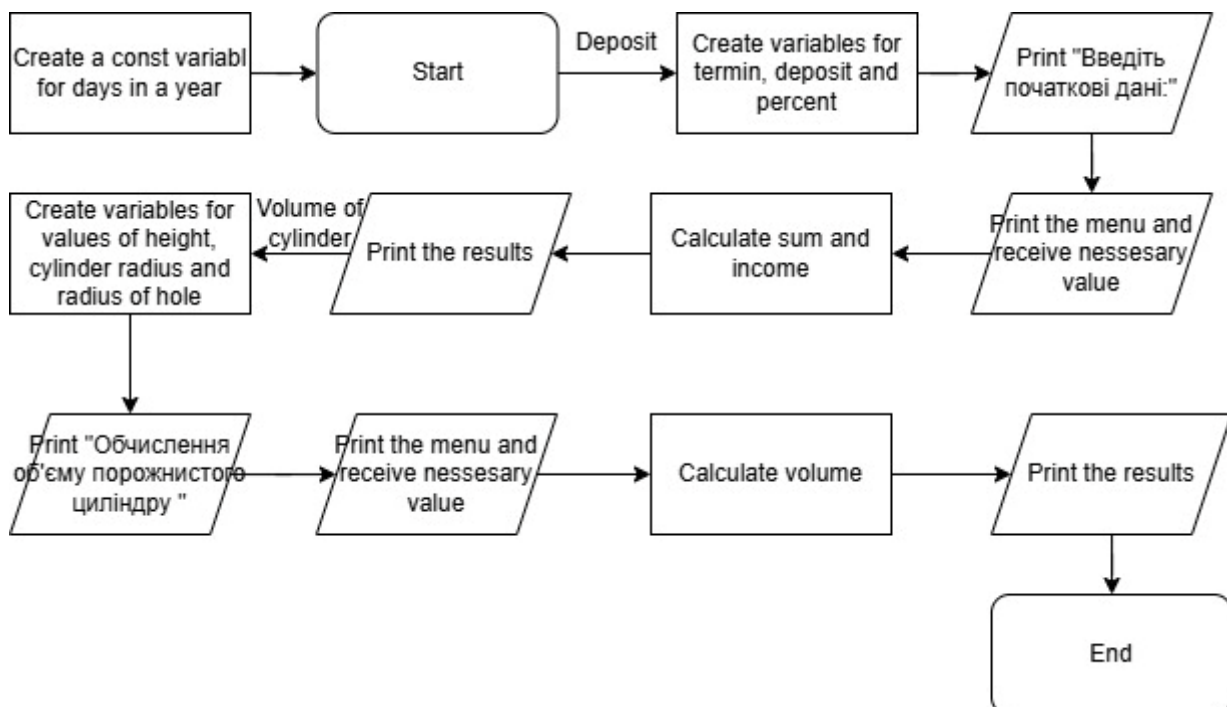 Create a const variabl
for days in a year
Start
Deposit
Create variables for
termin, deposit and
percent
Print "Введіть
початкові дані:"
Print the menu and
receive nessesary
value
Calculate sum and
income
Print the results
Volume of
cylinder
Create variables for
values of height,
cylinder radius and
radius of hole
Print "Обчислення
об'єму порожнистого
циліндру "
Print the menu and
receive nessesary
value
Calculate volume
Print the results
End